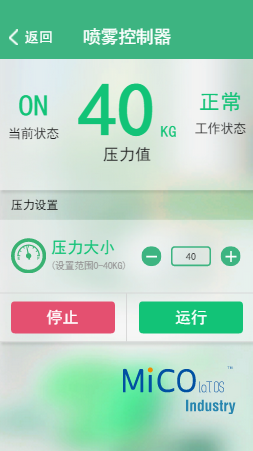 返回 喷雾控制器
ON 40 KG 正常
当前状态 压力值 工作状态
压力设置
压力大小
(设置范围0-40KG)
40
停止 运行
MiCO IoT OS TM
Industry